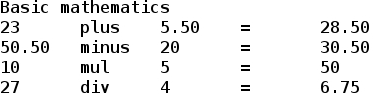 Basic mathematics
23 plus 5.50 = 28.50
50.50 minus 20 = 30.50
10 mul 5 = 50
27 div 4 = 6.75